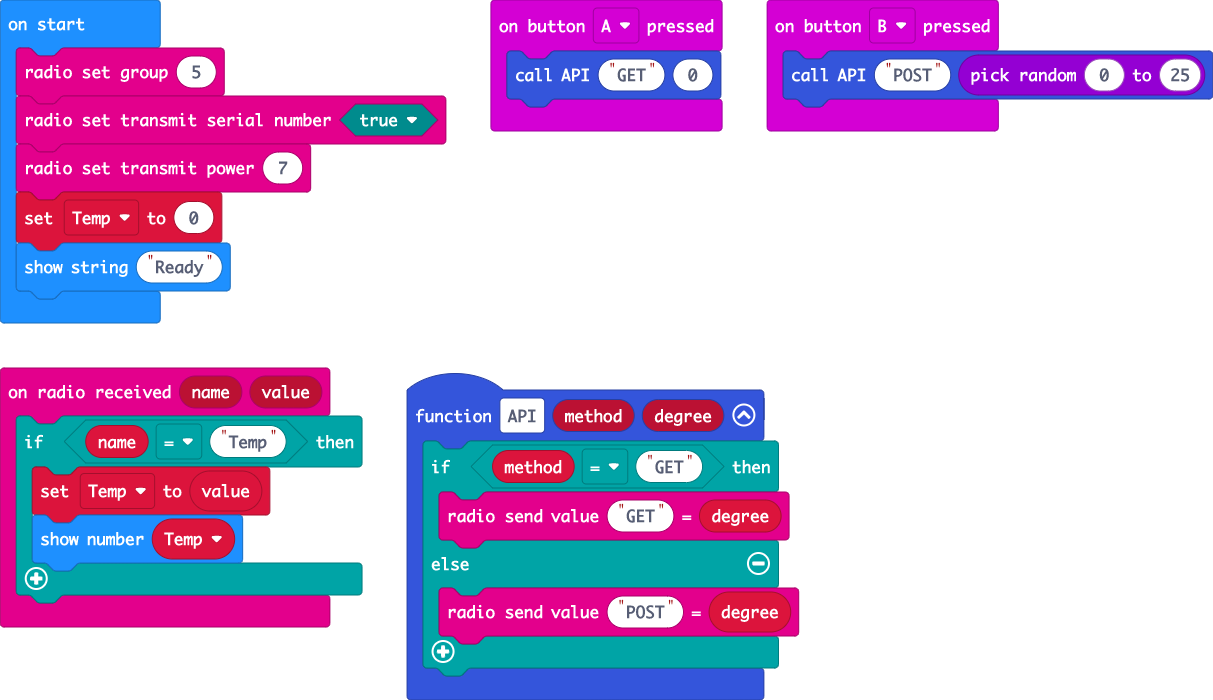 on start
radio set group 5
radio set transmit serial number true
radio set transmit power 7
set Temp to 0
show string "Ready"
on button A pressed
call API "GET" 0
on button B pressed
call API "POST" pick random 0 to 25
on radio received name value
if name = "Temp" then
set Temp to value
show number Temp
function API method degree
if method = "GET" then
radio send value "GET" = degree
else
radio send value "POST" = degree